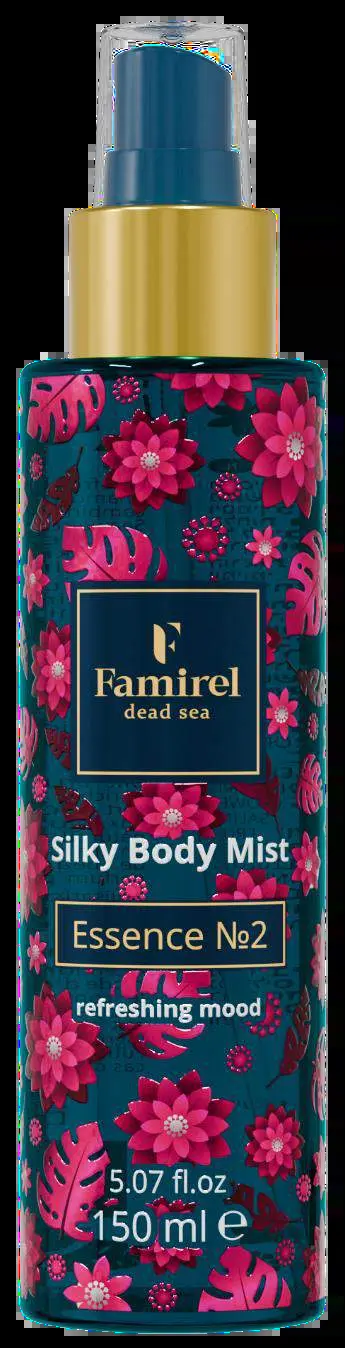 Famirel
dead sea
Silky Body Mist
Essence №2
refreshing mood
5.07 fl.oz
150 ml ℮